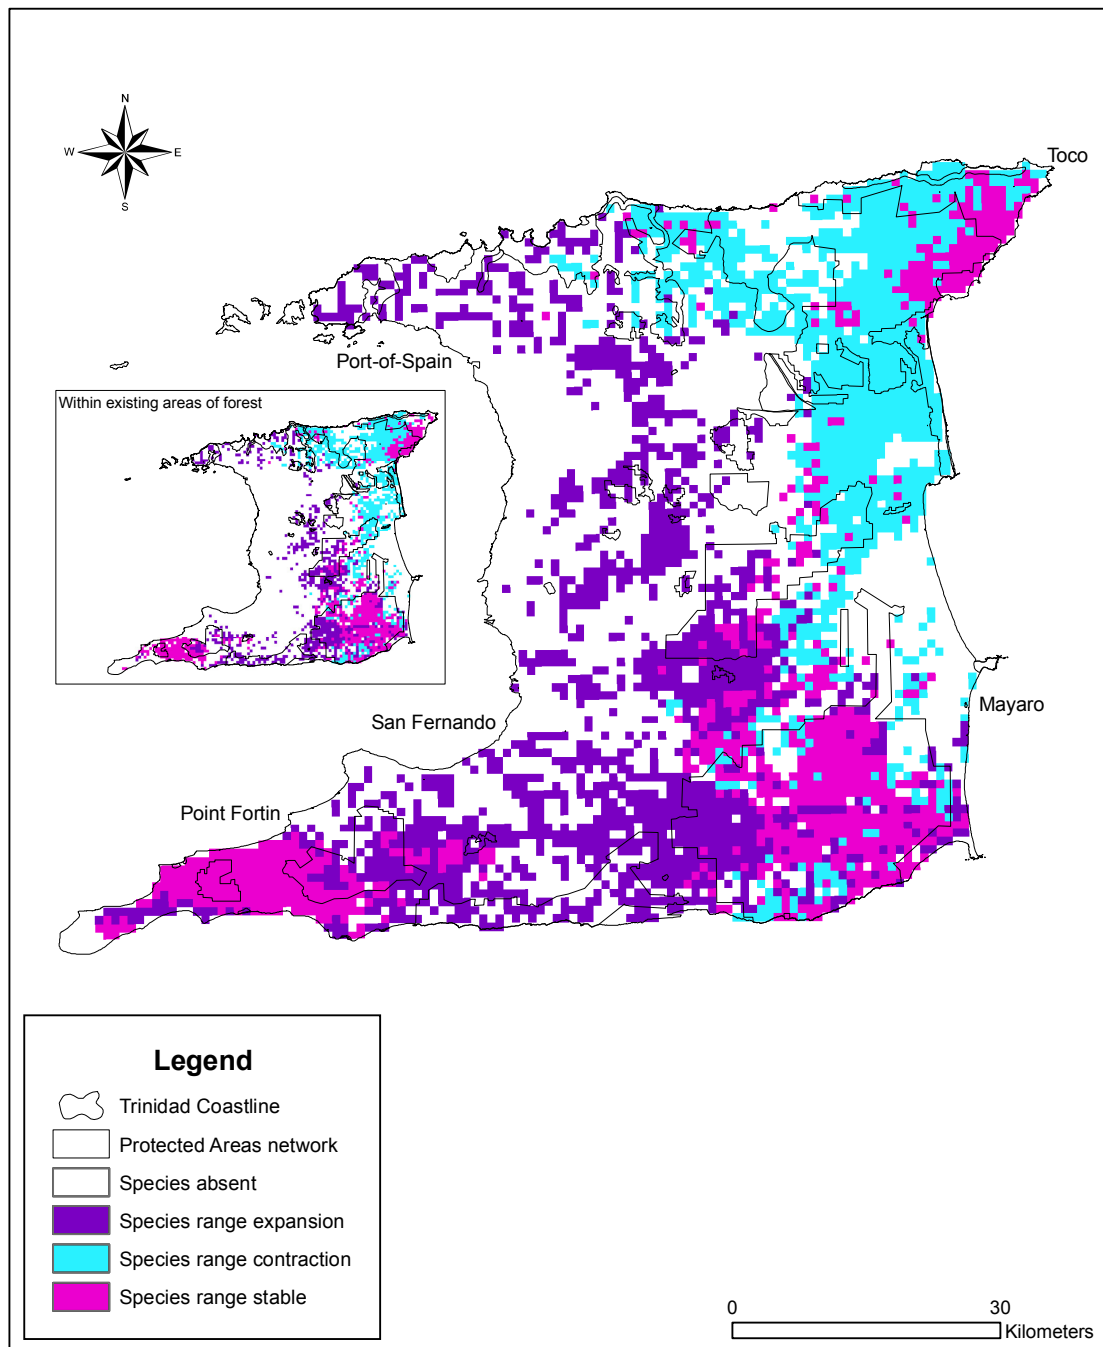 N
W E
S
Toco
Port-of-Spain
Within existing areas of forest
San Fernando
Mayaro
Point Fortin
Legend
Trinidad Coastline
Protected Areas network
Species absent
Species range expansion
Species range contraction
Species range stable
0 30
Kilometers